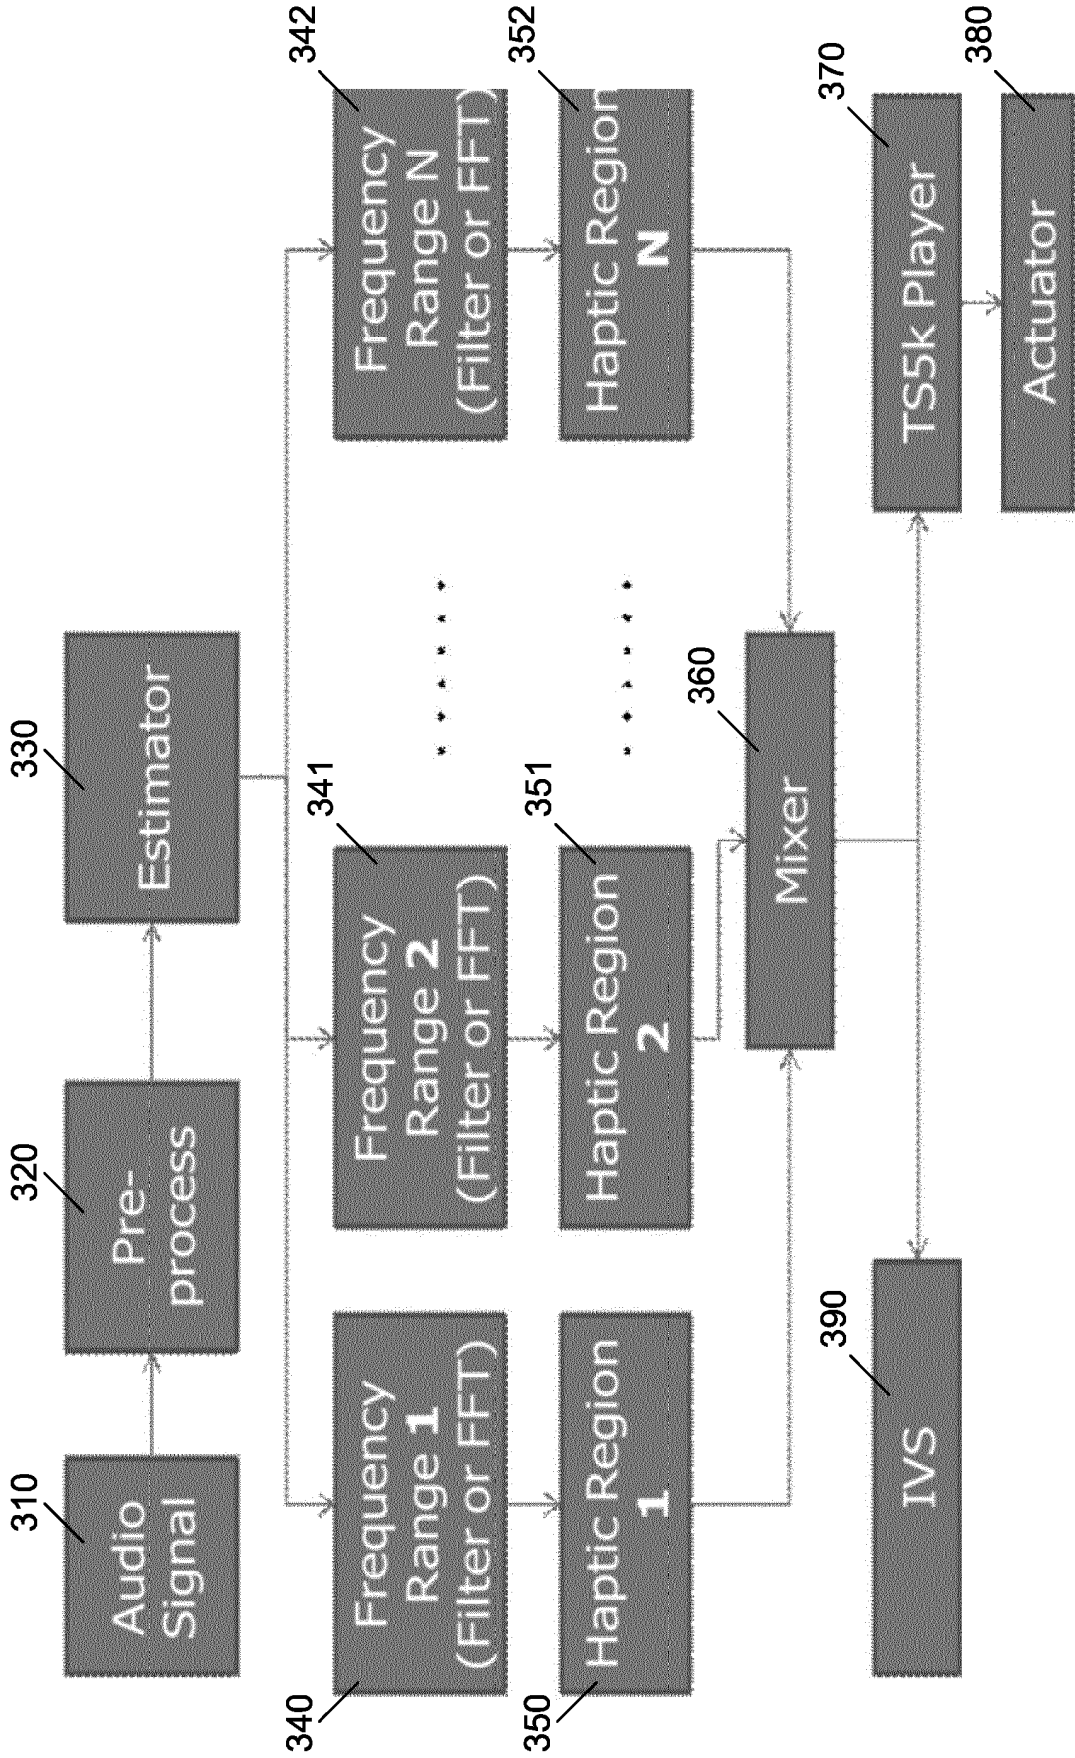 310
Audio
Signal
320
Pre-
process
330
Estimator
340
Frequency
Range 1
(Filter or FFT)
341
Frequency
Range 2
(Filter or FFT)
342
Frequency
Range N
(Filter or FFT)
350
Haptic Region
1
351
Haptic Region
2
352
Haptic Region
N
360
Mixer
390
IVS
370
TS5k Player
380
Actuator